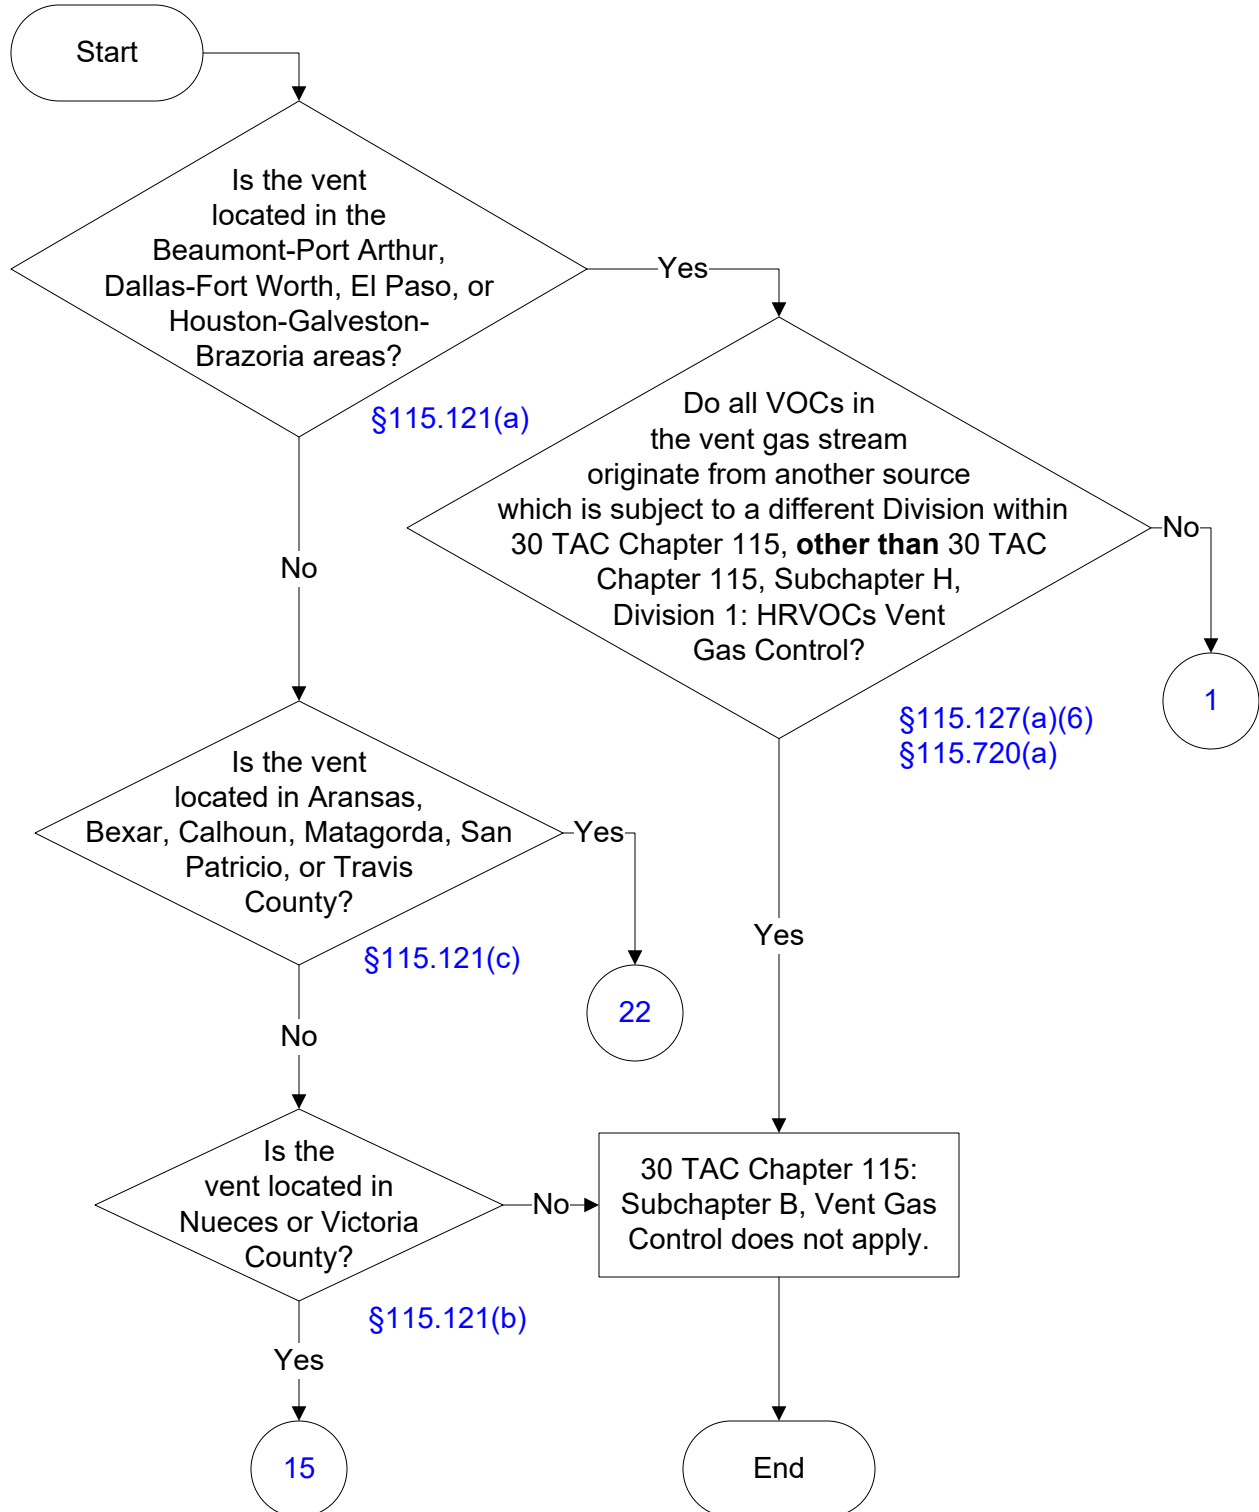 Start
Is the vent
located in the
Beaumont-Port Arthur,
Dallas-Fort Worth, El Paso, or
Houston-Galveston-
Brazoria areas?
Yes
§115.121(a)
No
Do all VOCs in
the vent gas stream
originate from another source
which is subject to a different Division within
30 TAC Chapter 115, other than 30 TAC
Chapter 115, Subchapter H,
Division 1: HRVOCs Vent
Gas Control?
No
1
§115.127(a)(6)
§115.720(a)
Yes
Is the vent
located in Aransas,
Bexar, Calhoun, Matagorda, San
Patricio, or Travis
County?
Yes
22
§115.121(c)
No
Is the
vent located in
Nueces or Victoria
County?
No
§115.121(b)
Yes
15
30 TAC Chapter 115:
Subchapter B, Vent Gas
Control does not apply.
End